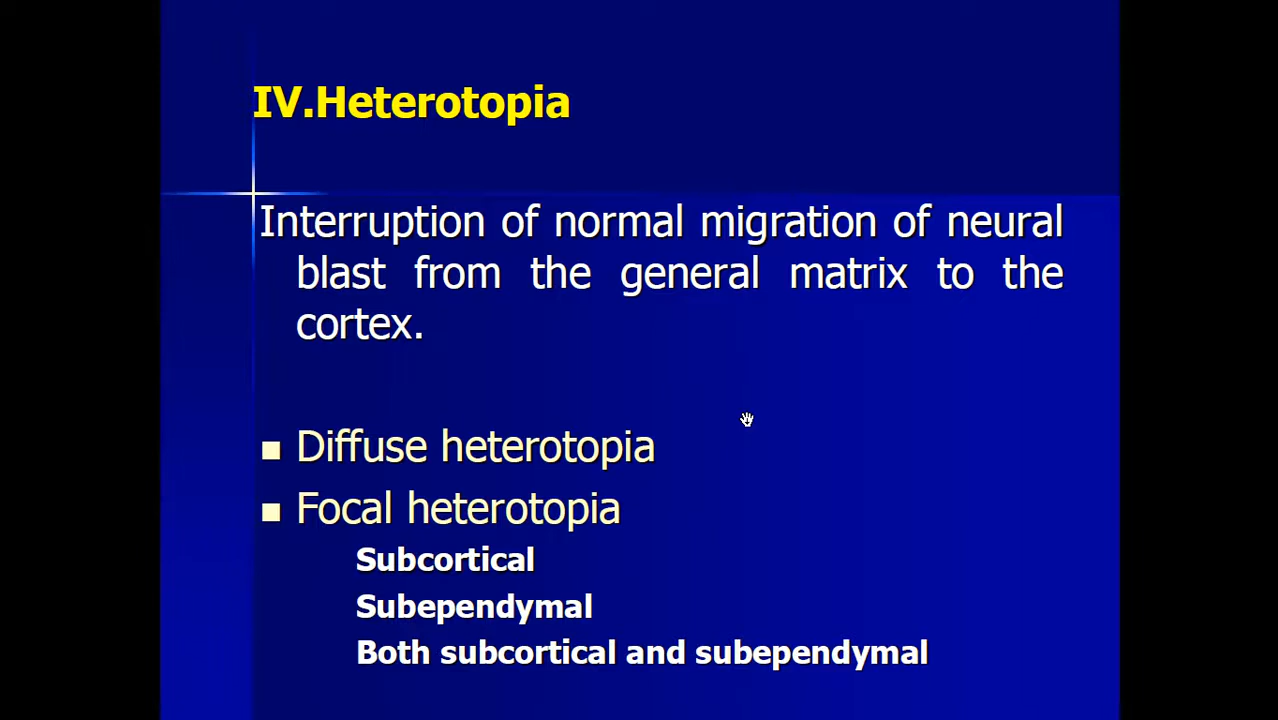 IV.Heterotopia
Interruption of normal migration of neural
blast from the general matrix to the
cortex.
Diffuse heterotopia
Focal heterotopia
Subcortical
Subependymal
Both subcortical and subependymal